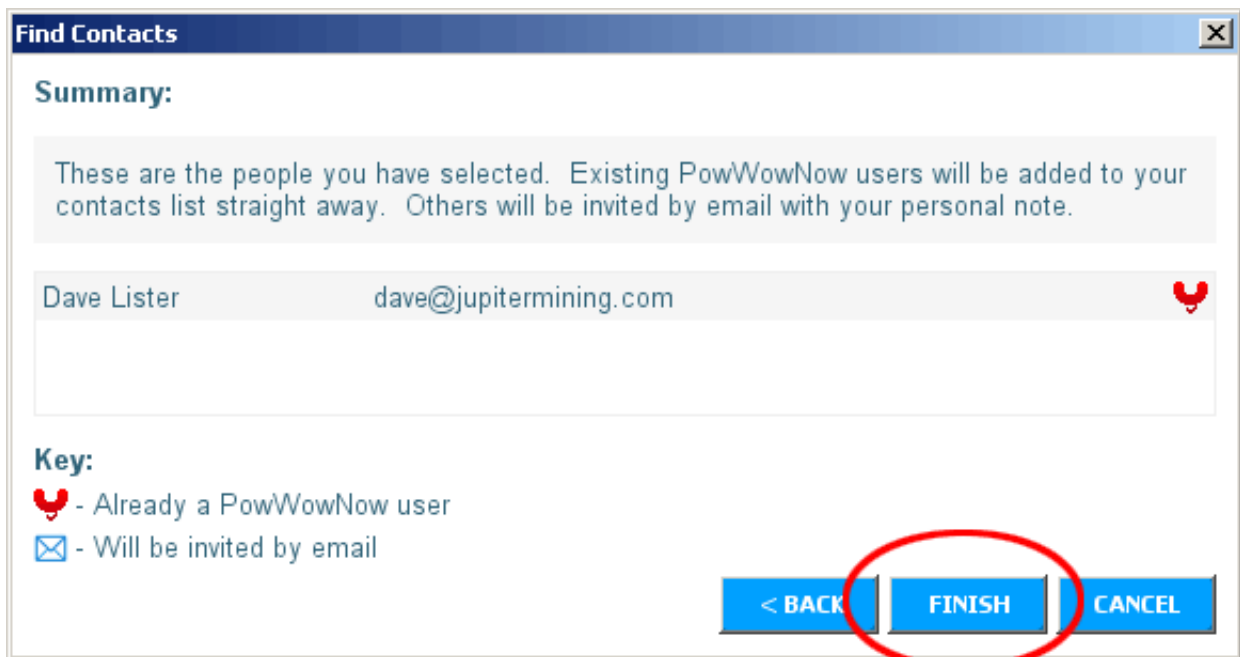 Find Contacts
Summary:
These are the people you have selected.  Existing PowWowNow users will be added to your
contacts list straight away.  Others will be invited by email with your personal note.
Dave Lister dave@jupitermining.com
Key:
- Already a PowWowNow user
- Will be invited by email
< BACK FINISH CANCEL